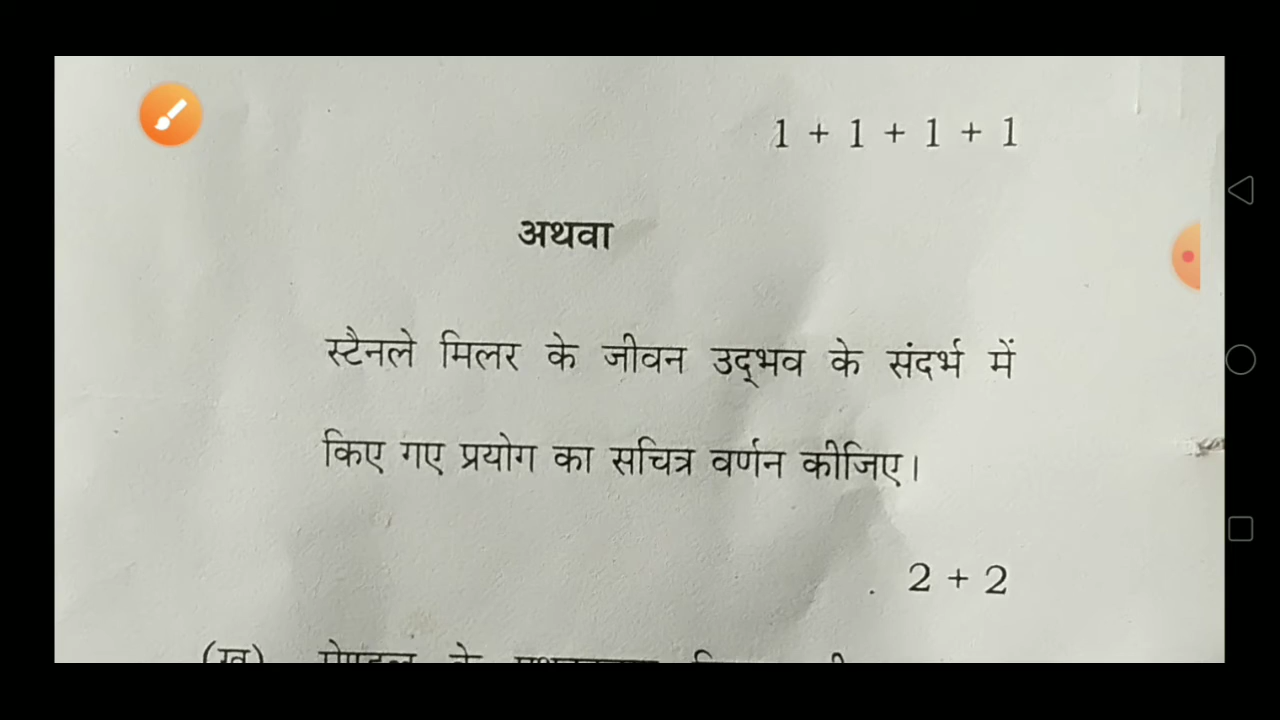 1 + 1 + 1 + 1
अथवा
स्टैनले मिलर के जीवन उद्‌भव के संदर्भ में
किए गए प्रयोग का सचित्र वर्णन कीजिए।
2 + 2
(ख)